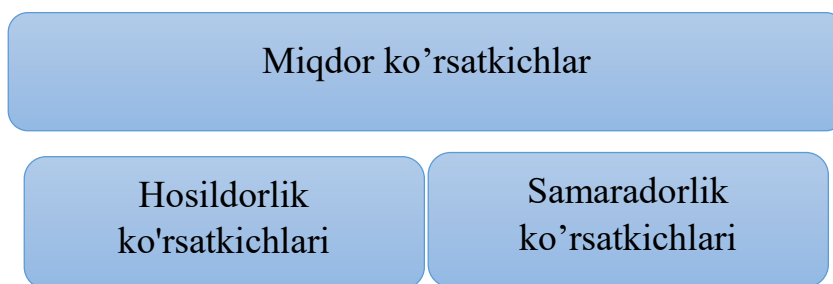 Miqdor ko’rsatkichlar
Hosildorlik
ko'rsatkichlari
Samaradorlik
ko’rsatkichlari